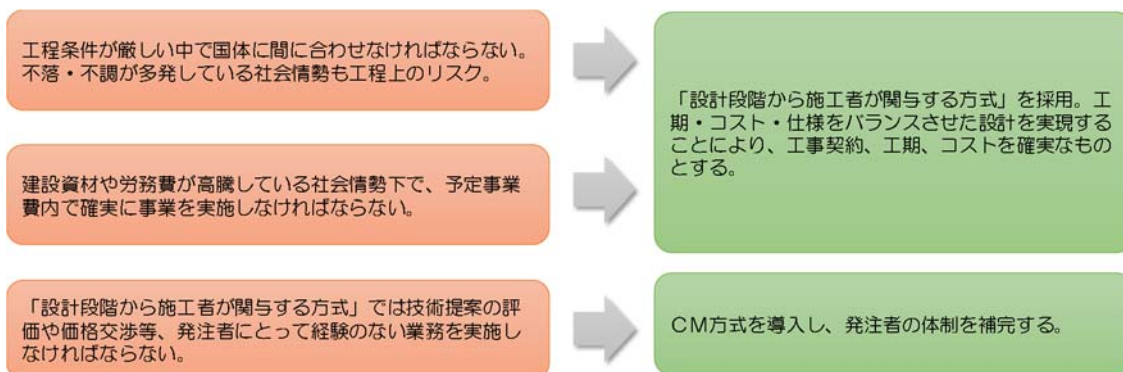 工程条件が厳しい中で国体に間に合わせなければならない。
不落・不調が多発している社会情勢も工程上のリスク。
建設資材や労務費が高騰している社会情勢下で、予定事業
費内で確実に事業を実施しなければならない。
「設計段階から施工者が関与する方式」を採用。工
期・コスト・仕様をバランスさせた設計を実現する
ことにより、工事契約、工期、コストを確実なもの
とする。
「設計段階から施工者が関与する方式」では技術提案の評
価や価格交渉等、発注者にとって経験のない業務を実施し
なければならない。
ＣＭ方式を導入し、発注者の体制を補完する。